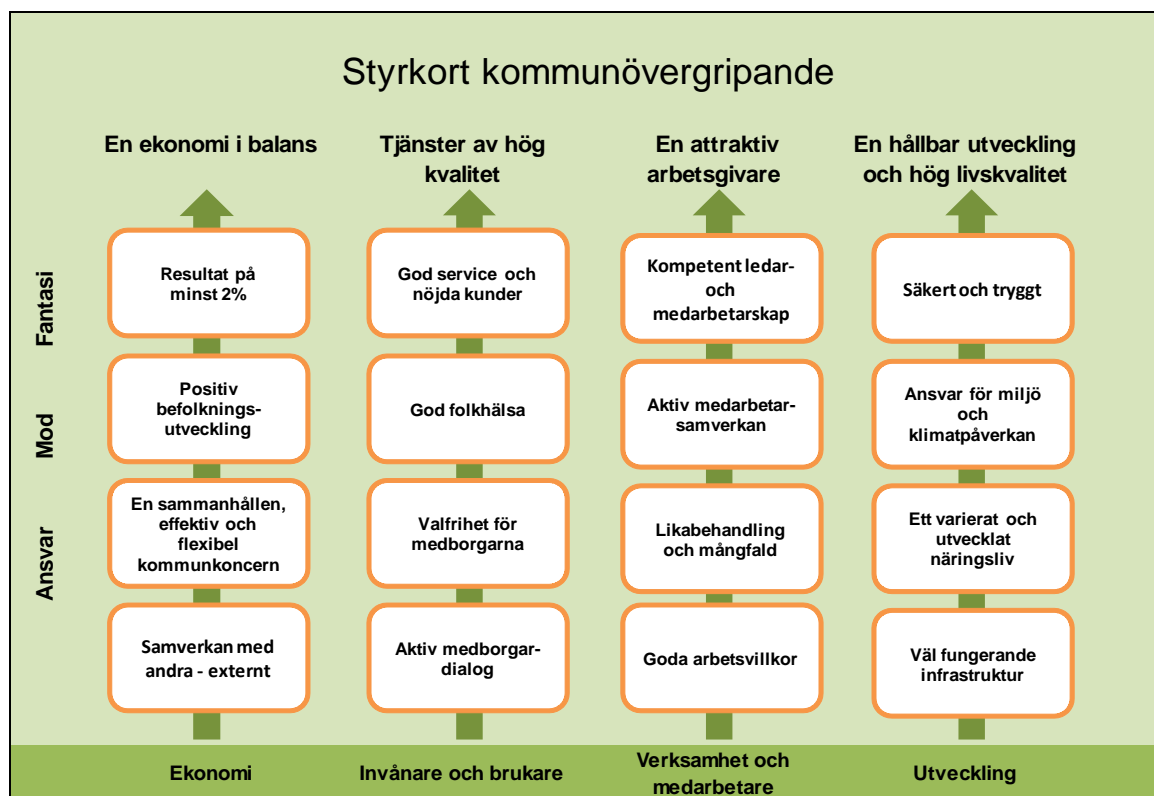 Styrkort kommunövergripande
En ekonomi i balans
Tjänster av hög
kvalitet
En attraktiv
arbetsgivare
En hållbar utveckling
och hög livskvalitet
Fantasi
Resultat på
minst 2%
God service och
nöjda kunder
Kompetent ledar-
och
medarbetarskap
Säkert och tryggt
Mod
Positiv
befolknings-
utveckling
God folkhälsa
Aktiv medarbetar-
samverkan
Ansvar för miljö
och
klimatpåverkan
Ansvar
En sammanhållen,
effektiv och
flexibel
kommunkoncern
Valfrihet för
medborgarna
Likabehandling
och mångfald
Ett varierat och
utvecklat
näringsliv
Samverkan med
andra - externt
Aktiv medborgar-
dialog
Goda arbetsvillkor
Väl fungerande
infrastruktur
Ekonomi
Invånare och brukare
Verksamhet och
medarbetare
Utveckling